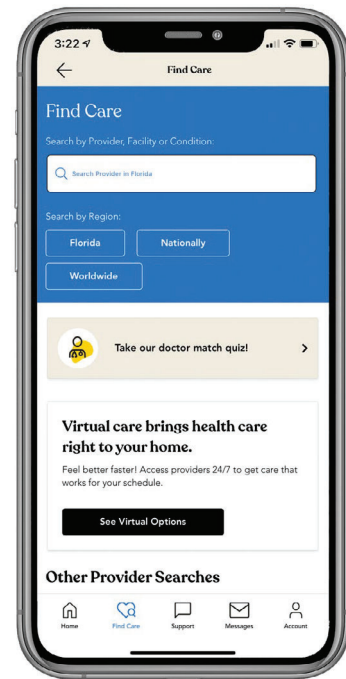 3:22
Find Care
Find Care
Search by Provider, Facility or Condition:
Search Provider in Florida
Search by Region:
Florida
Nationally
Worldwide
Take our doctor match quiz!
Virtual care brings health care
right to your home.
Feel better faster! Access providers 24/7 to get care that
works for your schedule.
See Virtual Options
Other Provider Searches
Home
Find Care
Support
Messages
Account